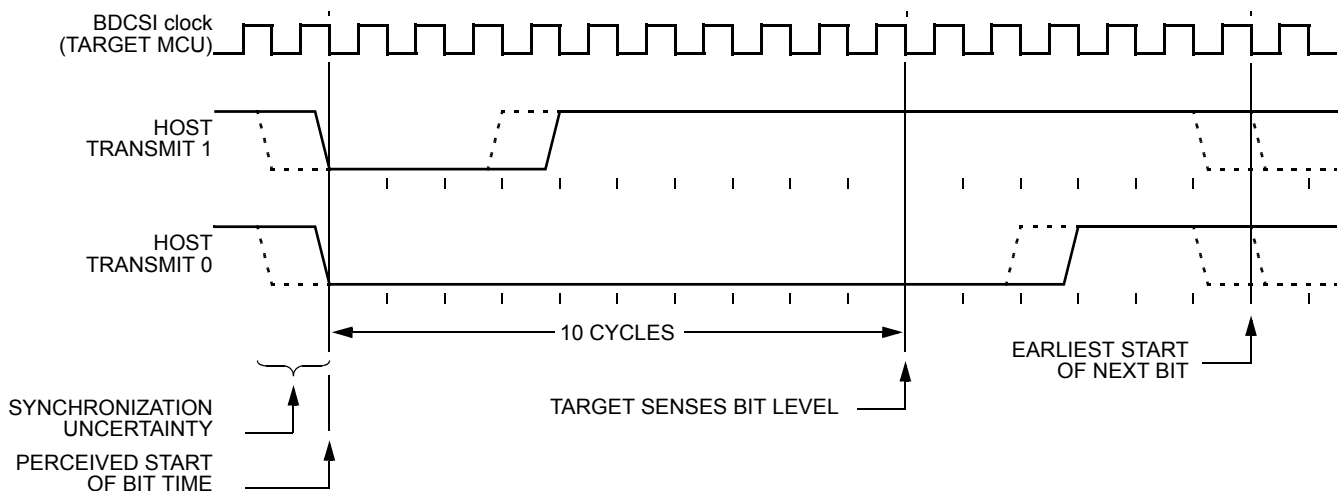 BDCSI clock
(TARGET MCU)
HOST
TRANSMIT 1
HOST
TRANSMIT 0
10 CYCLES
EARLIEST START
OF NEXT BIT
TARGET SENSES BIT LEVEL
SYNCHRONIZATION
UNCERTAINTY
PERCEIVED START
OF BIT TIME